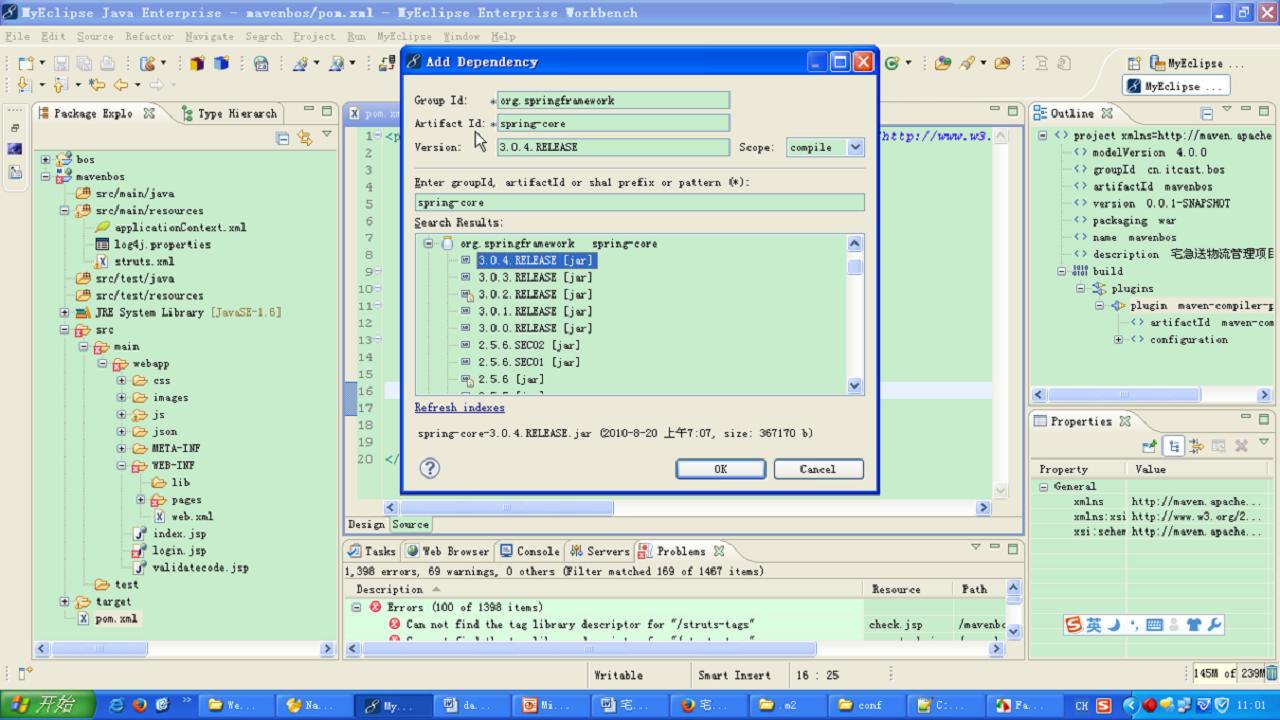 MyEclipse Java Enterprise - mavenbos/pom.xml - MyEclipse Enterprise Workbench
File Edit Source Refactor Navigate Search Project Run MyEclipse Window Help
MyEclipse ...
MyEclipse ...
Package Explo
Type Hierarch
bos
mavenbos
src/main/java
src/main/resources
applicationContext.xml
log4j.properties
struts.xml
src/test/java
src/test/resources
JRE System Library [JavaSE-1.6]
src
main
webapp
css
images
js
json
META-INF
WEB-INF
lib
pages
web.xml
index.jsp
login.jsp
validatecode.jsp
test
target
pom.xml
1
2
3
4
5
6
7
8
9
10
11
12
13
14
15
16
17
18
19
20 </
http://www.w3.
Design Source
Add Dependency
Group Id: * org.springframework
Artifact Id: * spring-core
Version: 3.0.4.RELEASE Scope: compile
Enter groupId, artifactId or sha1 prefix or pattern (*):
spring-core
Search Results:
org.springframework spring-core
3.0.4.RELEASE [jar]
3.0.3.RELEASE [jar]
3.0.2.RELEASE [jar]
3.0.1.RELEASE [jar]
3.0.0.RELEASE [jar]
2.5.6.SEC02 [jar]
2.5.6.SEC01 [jar]
2.5.6 [jar]
Refresh indexes
spring-core-3.0.4.RELEASE.jar (2010-8-20 上午7:07, size: 367170 b)
OK Cancel
Outline
project xmlns=http://maven.apache
modelVersion 4.0.0
groupId cn.itcast.bos
artifactId mavenbos
version 0.0.1-SNAPSHOT
packaging war
name mavenbos
description 宅急送物流管理项目
build
plugins
plugin maven-compiler-p
artifactId maven-com
configuration
Properties
Property Value
General
xmlns http://maven.apache...
xmlns:xsi http://www.w3.org/2...
xsi:schem http://maven.apache...
英
Tasks Web Browser Console Servers Problems
1,398 errors, 69 warnings, 0 others (Filter matched 169 of 1467 items)
Description Resource Path
Errors (100 of 1398 items)
Can not find the tag library descriptor for "/struts-tags" check.jsp /mavenbo
Writable Smart Insert 16 : 25 145M of 239M
开始 We... Na... My... da... Mi... 宅... 宅... .m2 conf C:... Fa... CH 11:01